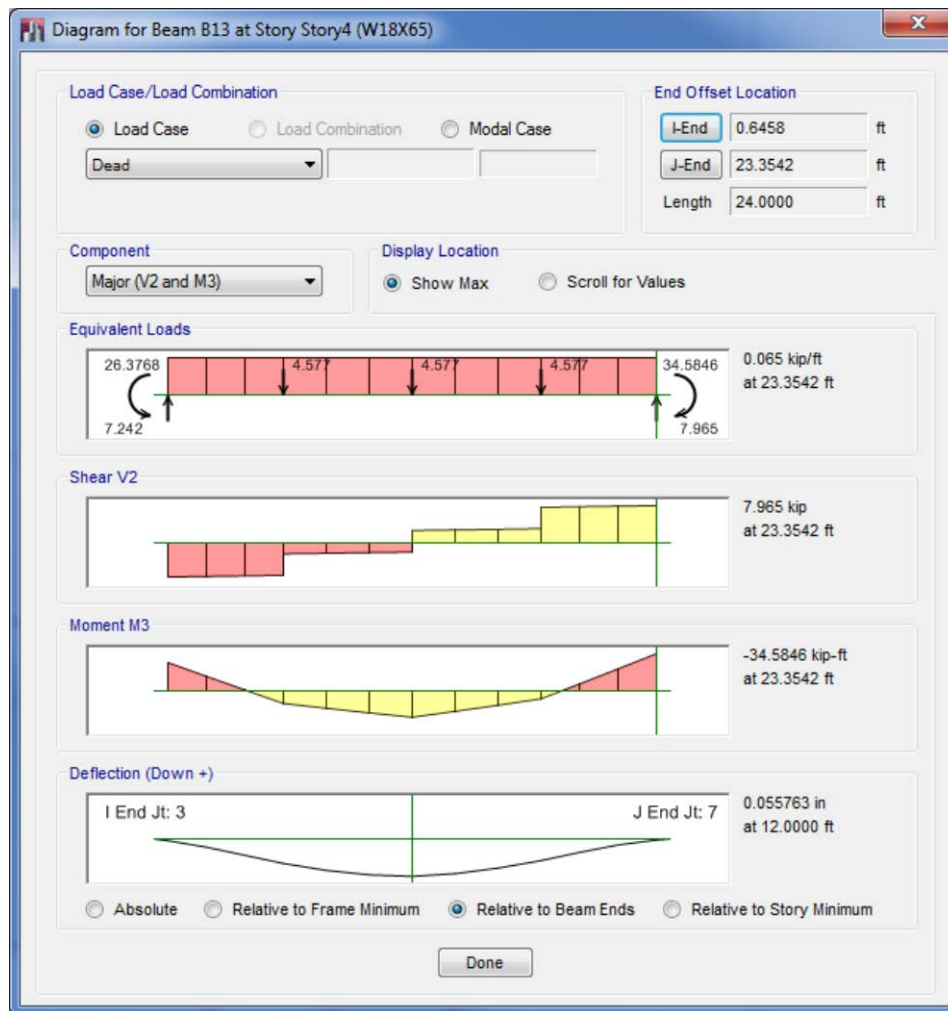 Diagram for Beam B13 at Story Story4 (W18X65)
Load Case/Load Combination
Load Case Load Combination Modal Case
Dead
End Offset Location
I-End 0.6458 ft
J-End 23.3542 ft
Length 24.0000 ft
Component
Major (V2 and M3)
Display Location
Show Max Scroll for Values
Equivalent Loads
26.3768 4.577 4.577 4.577 34.5846
7.242 7.965
0.065 kip/ft
at 23.3542 ft
Shear V2
7.965 kip
at 23.3542 ft
Moment M3
-34.5846 kip-ft
at 23.3542 ft
Deflection (Down +)
I End Jt: 3 J End Jt: 7
0.055763 in
at 12.0000 ft
Absolute Relative to Frame Minimum Relative to Beam Ends Relative to Story Minimum
Done